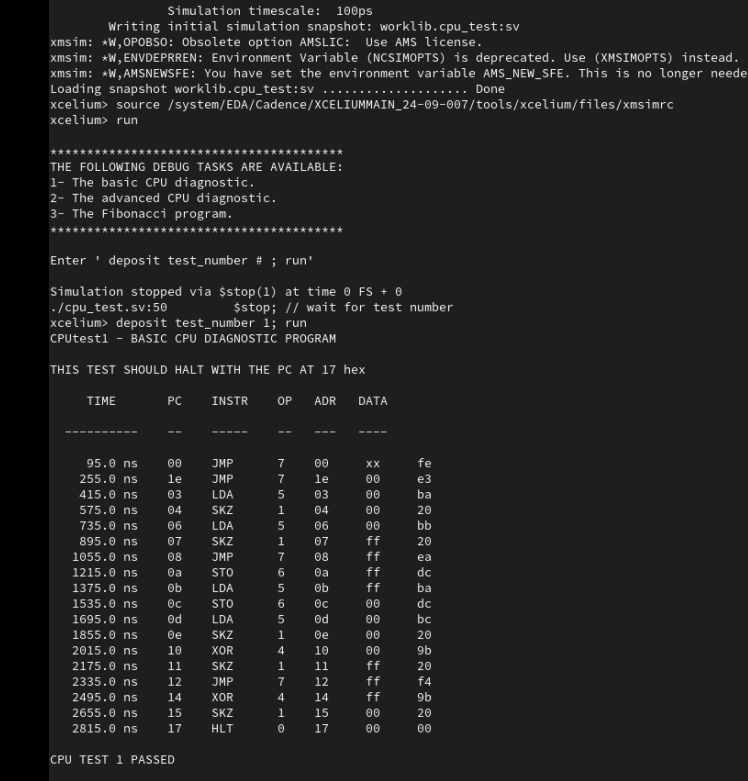 Simulation timescale:  100ps
Writing initial simulation snapshot: worklib.cpu_test:sv
xmsim: *W,OPOBSO: Obsolete option AMSLIC:  Use AMS license.
xmsim: *W,ENVDEPRREN: Environment Variable (NCSIMOPTS) is deprecated. Use (XMSIMOPTS) instead.
xmsim: *W,AMSNEWSFE: You have set the environment variable AMS_NEW_SFE. This is no longer neede
Loading snapshot worklib.cpu_test:sv .................... Done
xcelium> source /system/EDA/Cadence/XCELIUMMAIN_24-09-007/tools/xcelium/files/xmsimrc
xcelium> run
****************************************
THE FOLLOWING DEBUG TASKS ARE AVAILABLE:
1- The basic CPU diagnostic.
2- The advanced CPU diagnostic.
3- The Fibonacci program.
****************************************
Enter ' deposit test_number # ; run'
Simulation stopped via $stop(1) at time 0 FS + 0
./cpu_test.sv:50         $stop; // wait for test number
xcelium> deposit test_number 1; run
CPUtest1 - BASIC CPU DIAGNOSTIC PROGRAM
THIS TEST SHOULD HALT WITH THE PC AT 17 hex
TIME       PC    INSTR    OP   ADR   DATA
----------    --    -----    --   ---   ----
95.0 ns    00    JMP      7    00     xx     fe
255.0 ns    1e    JMP      7    1e     00     e3
415.0 ns    03    LDA      5    03     00     ba
575.0 ns    04    SKZ      1    04     00     20
735.0 ns    06    LDA      5    06     00     bb
895.0 ns    07    SKZ      1    07     ff     20
1055.0 ns    08    JMP      7    08     ff     ea
1215.0 ns    0a    STO      6    0a     ff     dc
1375.0 ns    0b    LDA      5    0b     ff     ba
1535.0 ns    0c    STO      6    0c     00     dc
1695.0 ns    0d    LDA      5    0d     00     bc
1855.0 ns    0e    SKZ      1    0e     00     20
2015.0 ns    10    XOR      4    10     00     9b
2175.0 ns    11    SKZ      1    11     ff     20
2335.0 ns    12    JMP      7    12     ff     f4
2495.0 ns    14    XOR      4    14     ff     9b
2655.0 ns    15    SKZ      1    15     00     20
2815.0 ns    17    HLT      0    17     00     00
CPU TEST 1 PASSED